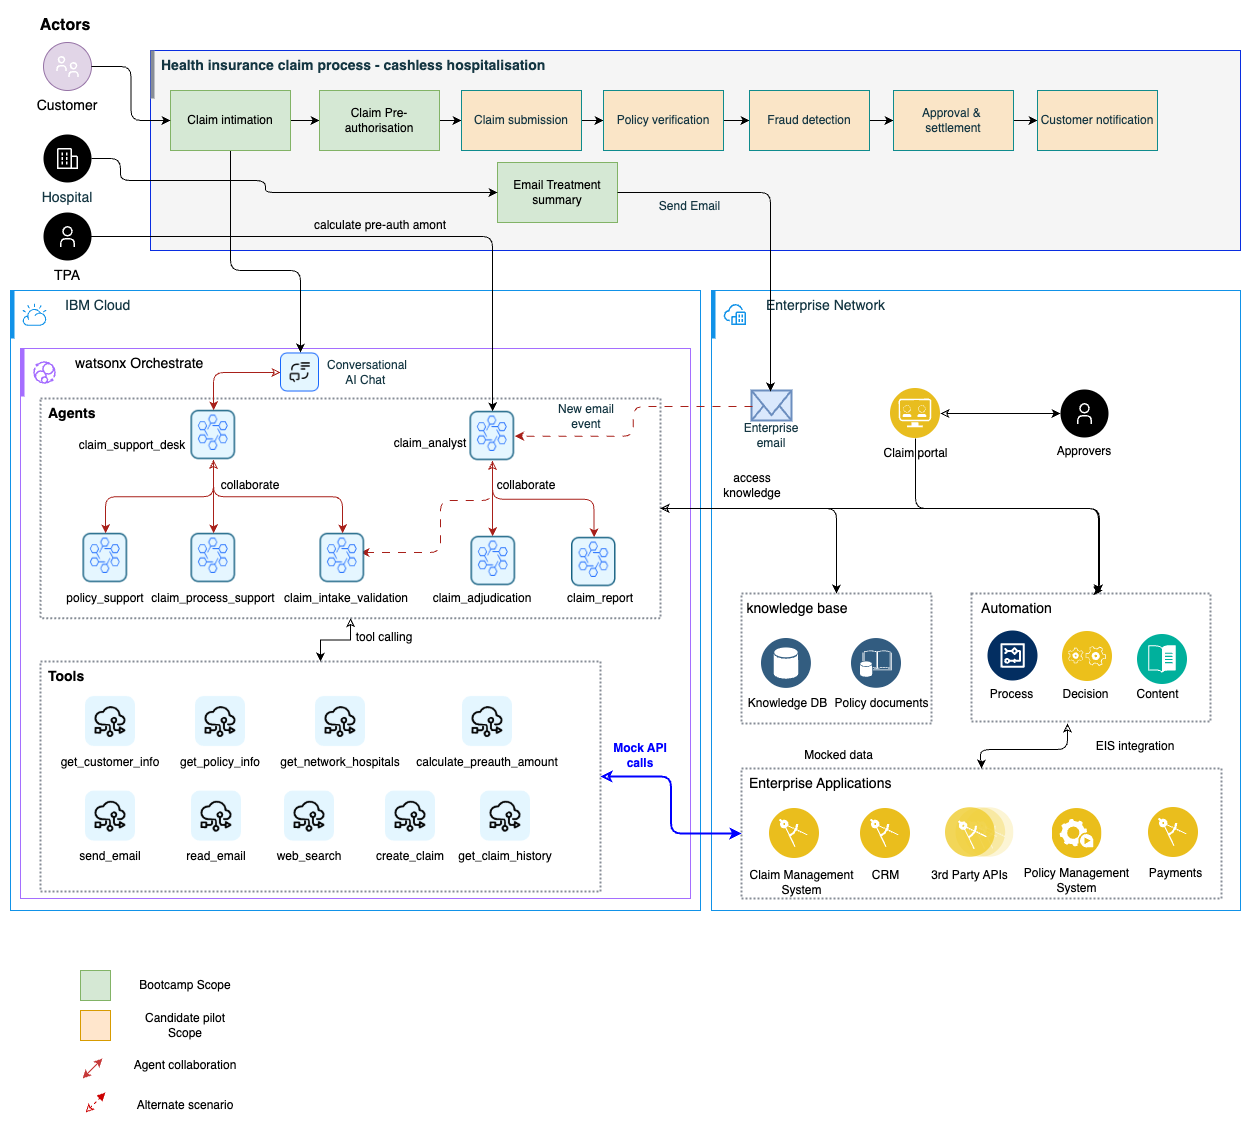 Actors
Customer
Hospital
TPA
Health insurance claim process - cashless hospitalisation
Claim intimation
Claim Pre-
authorisation
Claim submission
Policy verification
Fraud detection
Approval &
settlement
Customer notification
Email Treatment
summary
Send Email
calculate pre-auth amont
IBM Cloud
watsonx Orchestrate
Conversational
AI Chat
Agents
claim_support_desk
claim_analyst
New email
event
collaborate
collaborate
policy_support
claim_process_support
claim_intake_validation
claim_adjudication
claim_report
tool calling
Tools
get_customer_info
get_policy_info
get_network_hospitals
calculate_preauth_amount
send_email
read_email
web_search
create_claim
get_claim_history
Mock API
calls
Enterprise Network
Enterprise
email
Claim portal
Approvers
access
knowledge
knowledge base
Knowledge DB
Policy documents
Automation
Process
Decision
Content
Mocked data
EIS integration
Enterprise Applications
Claim Management
System
CRM
3rd Party APIs
Policy Management
System
Payments
Bootcamp Scope
Candidate pilot
Scope
Agent collaboration
Alternate scenario